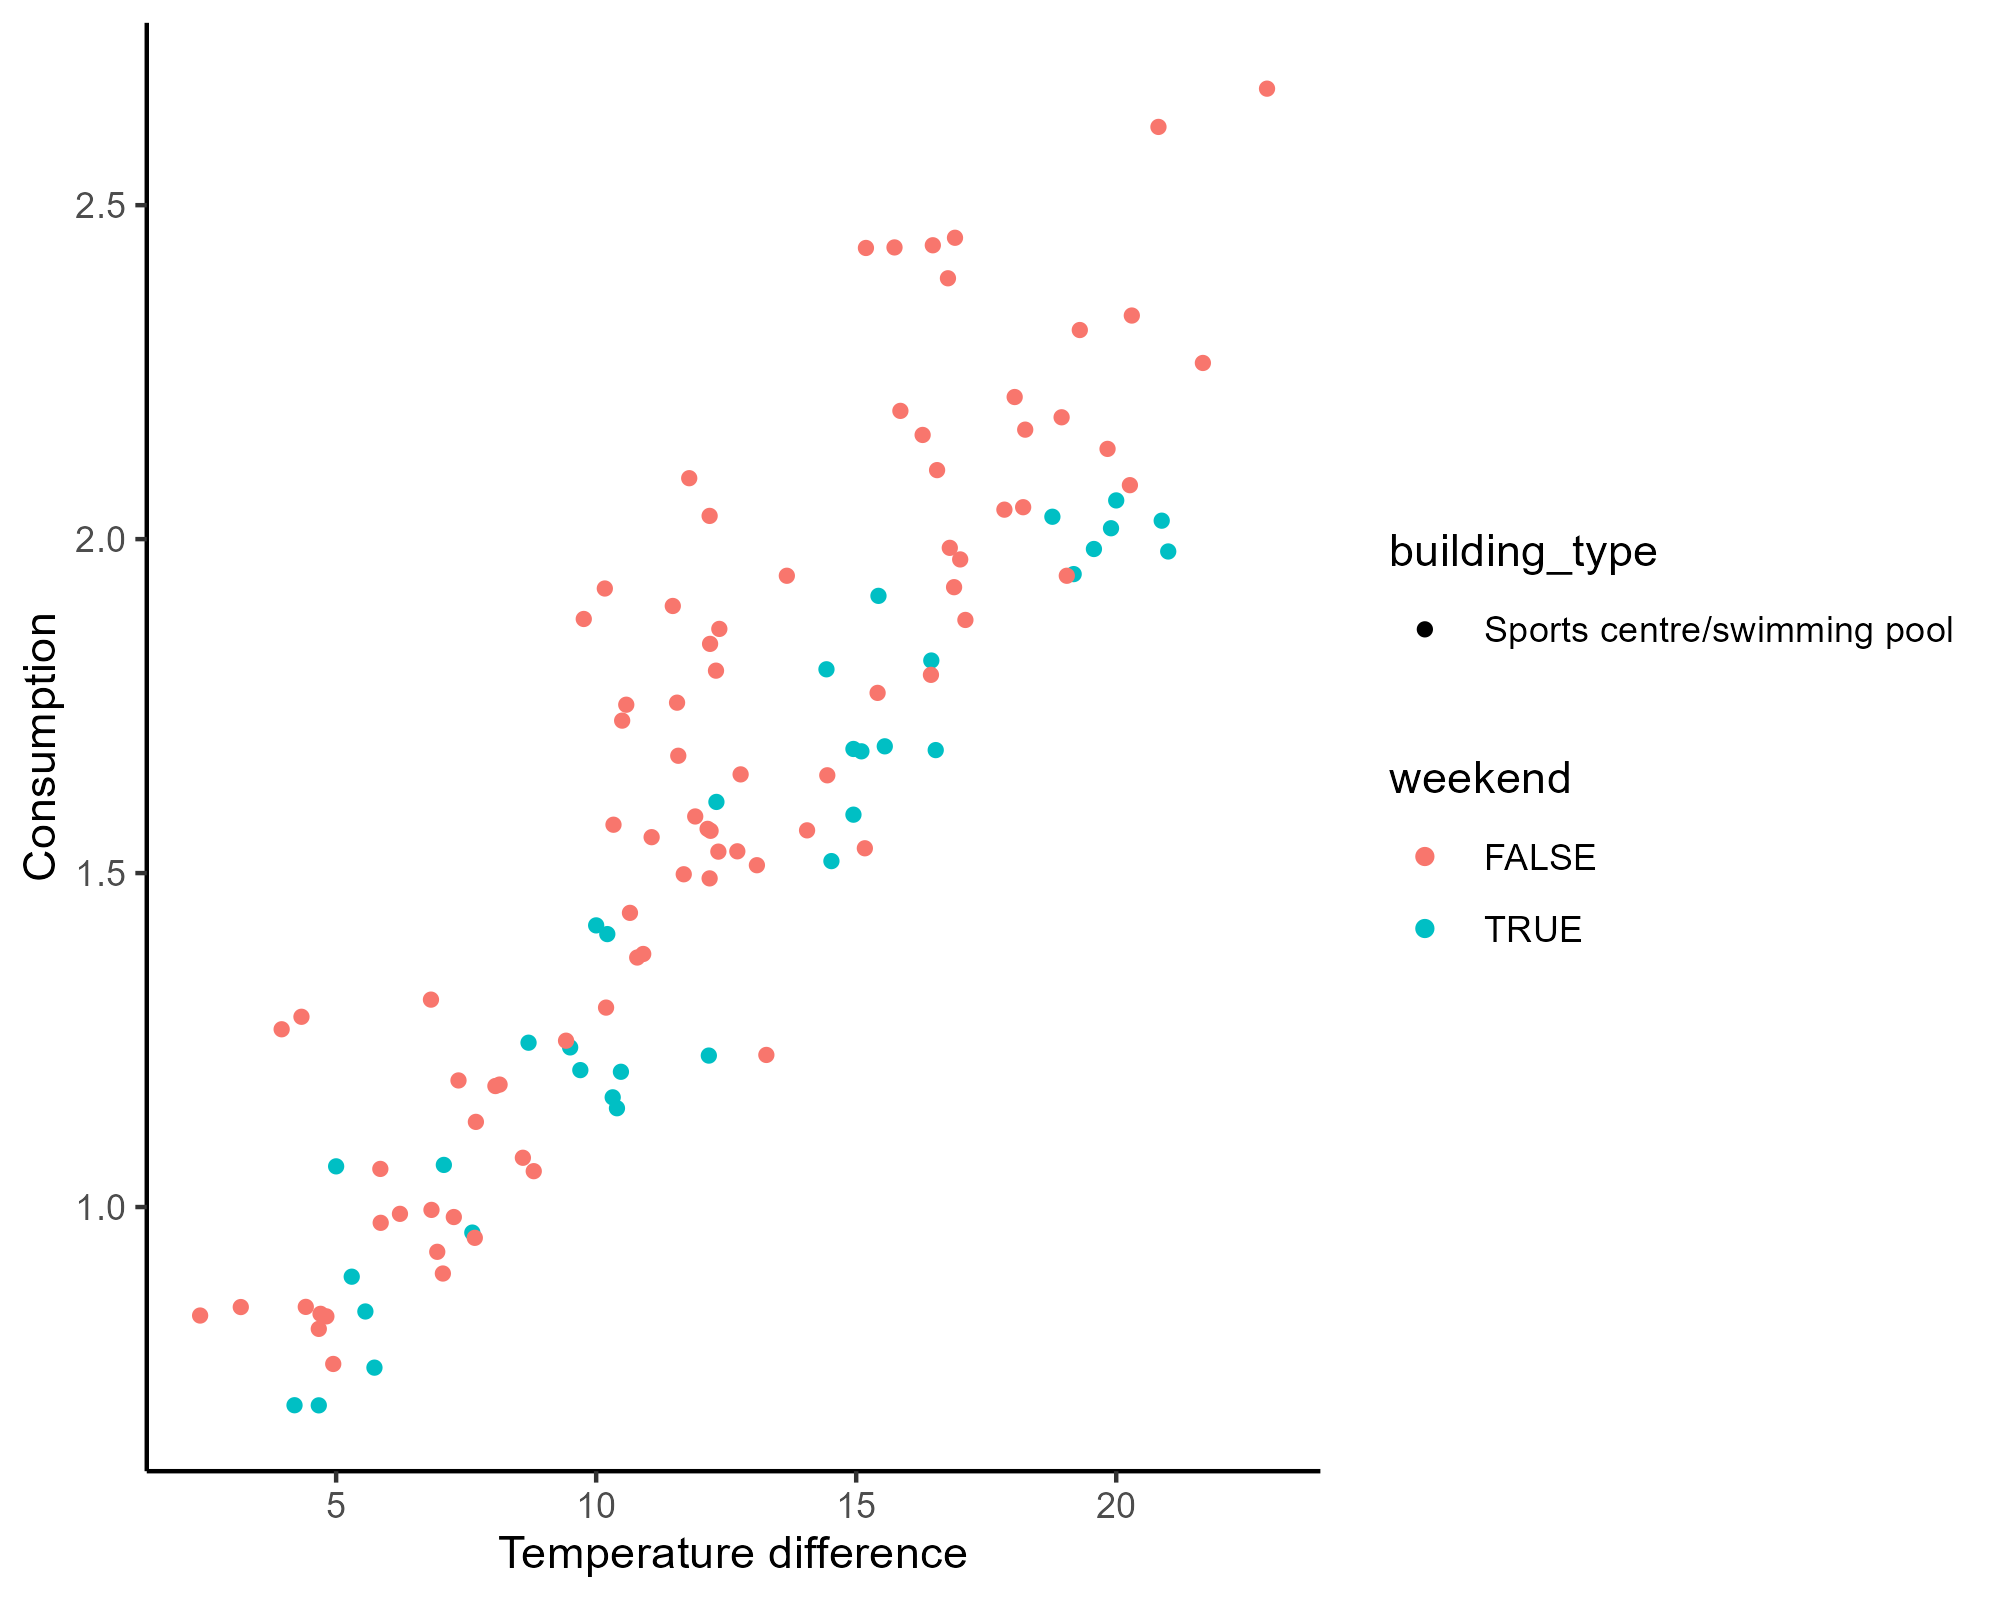 2.5
2.0
1.5
1.0
Consumption
5 10 15 20
Temperature difference
building_type
Sports centre/swimming pool
weekend
FALSE
TRUE